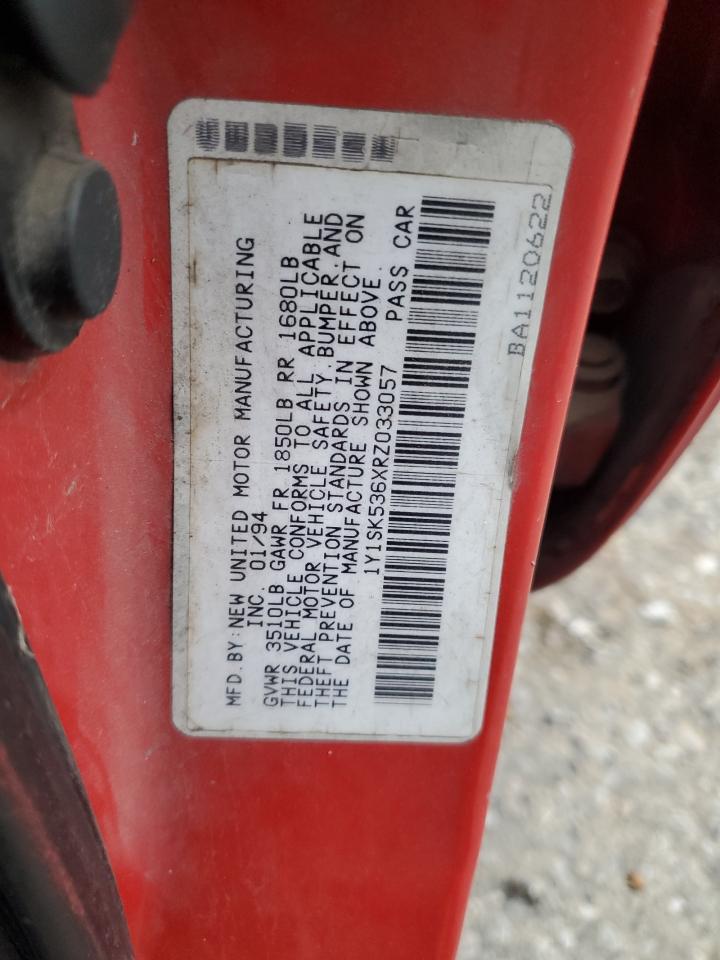 MFD. BY: NEW UNITED MOTOR MANUFACTURING
INC. 01/94
GVWR 3510LB GAWR FR 1850LB RR 1680LB
THIS VEHICLE CONFORMS TO ALL APPLICABLE
FEDERAL MOTOR VEHICLE SAFETY, BUMPER, AND
THEFT PREVENTION STANDARDS IN EFFECT ON
THE DATE OF MANUFACTURE SHOWN ABOVE.
1Y1SK536XRZ033057 PASS CAR
BA1120622